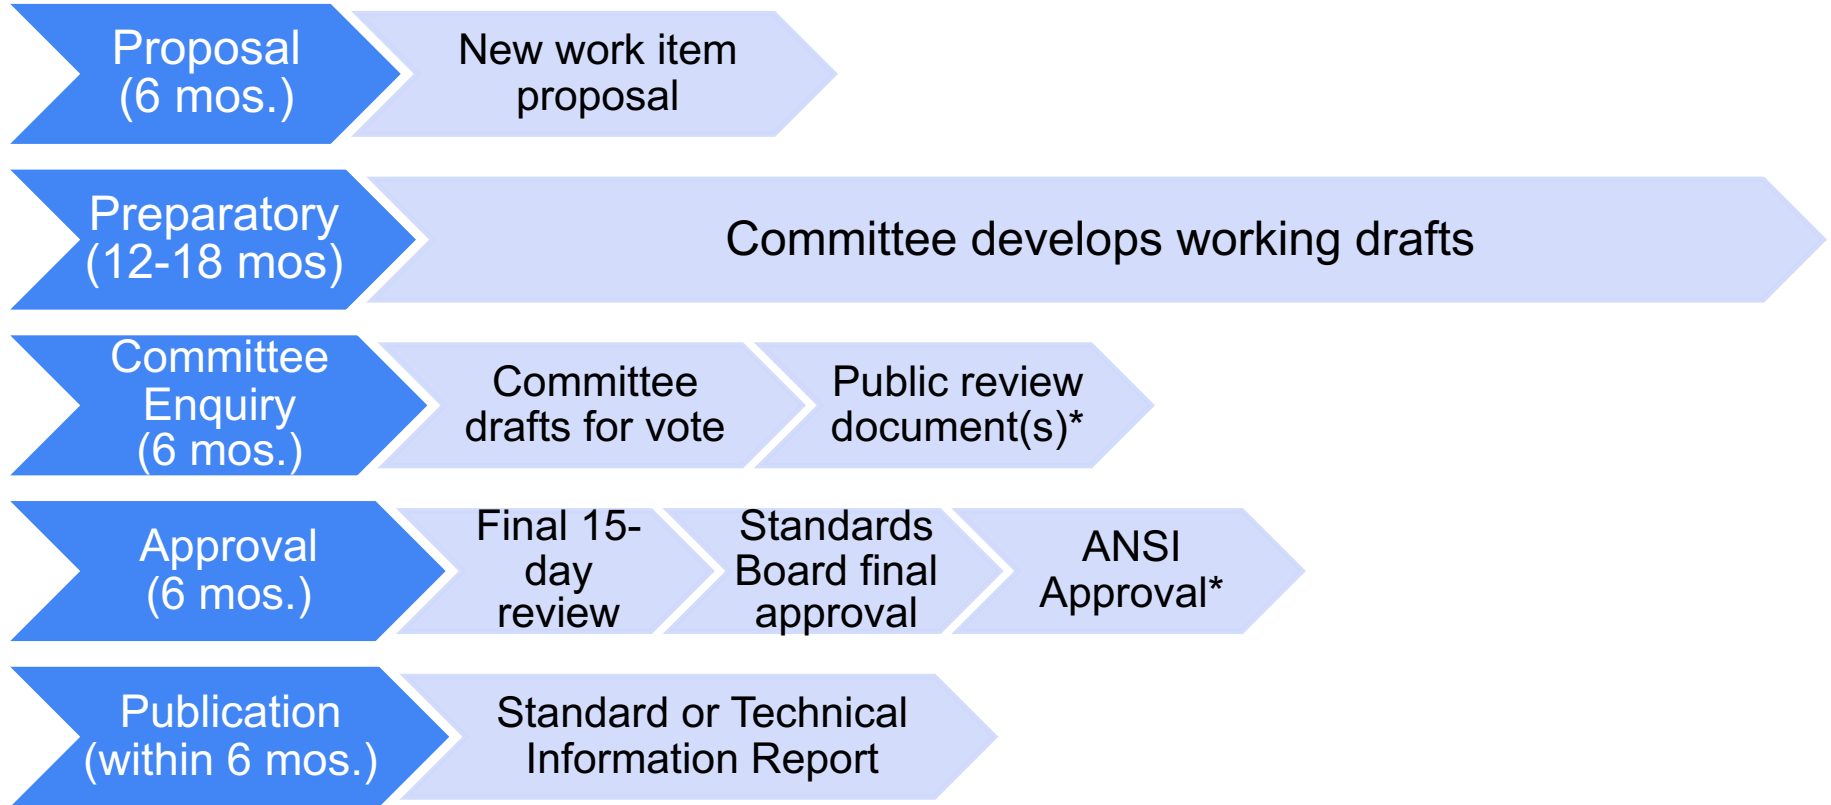 Proposal
(6 mos.)
New work item
proposal
Preparatory
(12-18 mos)
Committee develops working drafts
Committee
Enquiry
(6 mos.)
Committee
drafts for vote
Public review
document(s)*
Approval
(6 mos.)
Final 15-
day
review
Standards
Board final
approval
ANSI
Approval*
Publication
(within 6 mos.)
Standard or Technical
Information Report